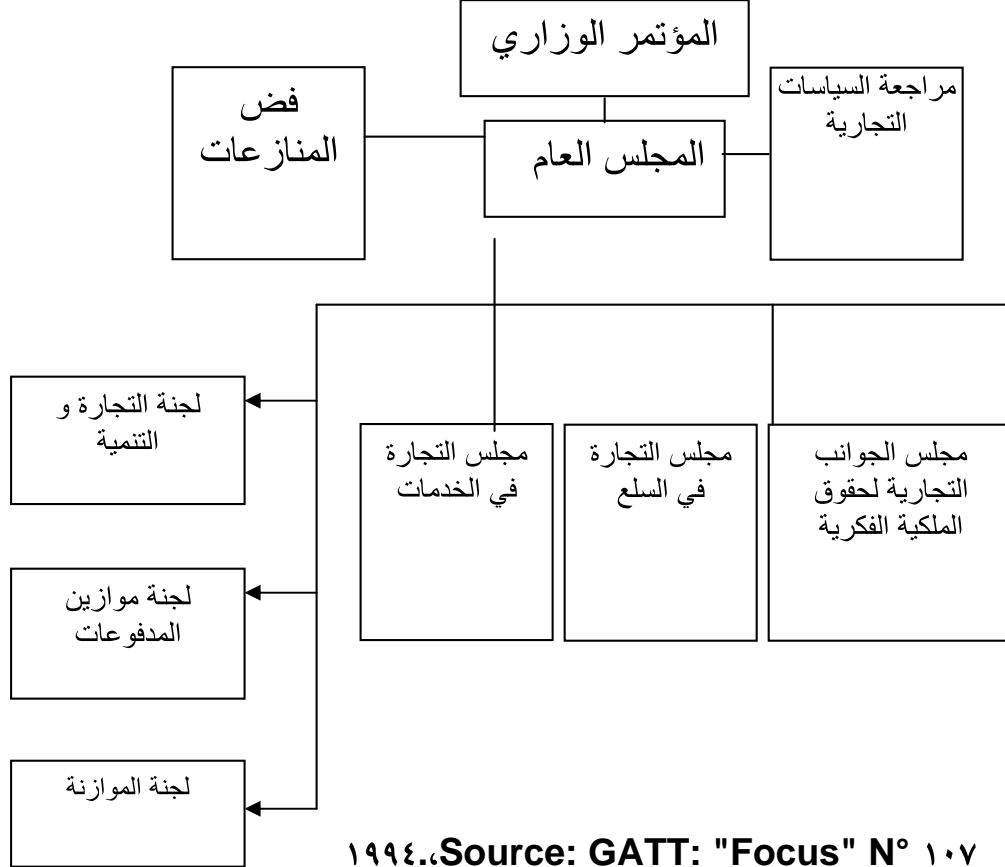 المؤتمر الوزاري
مراجعة السياسات
التجارية
فض
المنازعات
المجلس العام
لجنة التجارة و
التنمية
مجلس الجوانب
التجارية لحقوق
الملكية الفكرية
مجلس التجارة
في السلع
مجلس التجارة
في الخدمات
لجنة موازين
المدفوعات
لجنة الموازنة
Source: GATT: "Focus" N° ١٠٧،.١٩٩٤